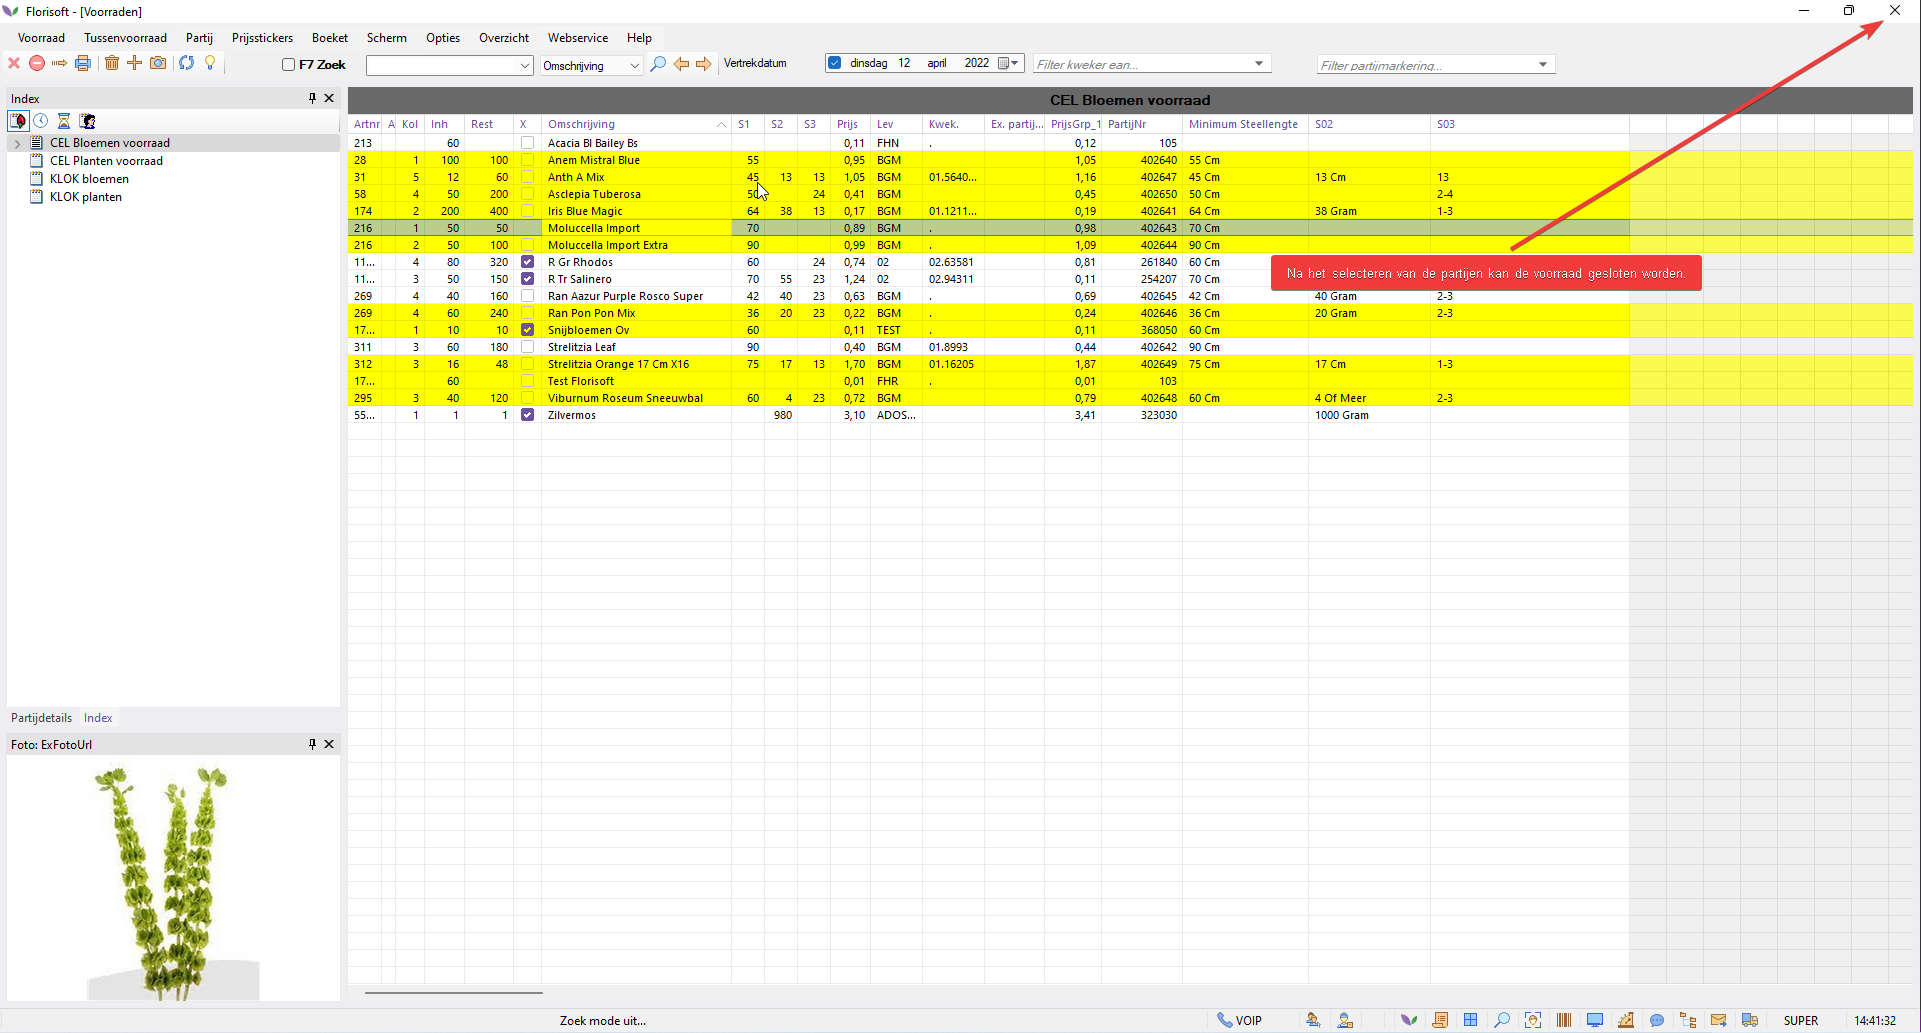 Florisoft - [Voorraden]
Voorraad Tussenvoorraad Partij Prijsstickers Boeket Scherm Opties Overzicht Webservice Help
F7 Zoek Omschrijving Vertrekdatum dinsdag 12 april 2022 Filter kweker ean... Filter partijmarkering...
Index
CEL Bloemen voorraad
CEL Planten voorraad
KLOK bloemen
KLOK planten
Partijdetails Index
Foto: ExFotoUrl
CEL Bloemen voorraad
Artnr A Kol Inh Rest X Omschrijving S1 S2 S3 Prijs Lev Kwek. Ex. partij... PrijsGrp_1 PartijNr Minimum Steellengte S02 S03
213 60 Acacia Bl Bailey Bs 0,11 FHN . 0,12 105
28 1 100 100 Anem Mistral Blue 55 0,95 BGM 1,05 402640 55 Cm
31 5 12 60 Anth A Mix 45 13 13 1,05 BGM 01.5640... 1,16 402647 45 Cm 13 Cm 13
58 4 50 200 Asclepia Tuberosa 50 24 0,41 BGM 0,45 402650 50 Cm 2-4
174 2 200 400 Iris Blue Magic 64 38 13 0,17 BGM 01.1211... 0,19 402641 64 Cm 38 Gram 1-3
216 1 50 50 Moluccella Import 70 0,89 BGM . 0,98 402643 70 Cm
216 2 50 100 Moluccella Import Extra 90 0,99 BGM . 1,09 402644 90 Cm
11... 4 80 320 R Gr Rhodos 60 24 0,74 02 02.63581 0,81 261840 60 Cm
11... 3 50 150 R Tr Salinero 70 55 23 1,24 02 02.94311 0,11 254207 70 Cm
269 4 40 160 Ran Aazur Purple Rosco Super 42 40 23 0,63 BGM . 0,69 402645 42 Cm 40 Gram 2-3
269 4 60 240 Ran Pon Pon Mix 36 20 23 0,22 BGM . 0,24 402646 36 Cm 20 Gram 2-3
17... 1 10 10 Snijbloemen Ov 60 0,11 TEST . 0,11 368050 60 Cm
311 3 60 180 Strelitzia Leaf 90 0,40 BGM 01.8993 0,44 402642 90 Cm
312 3 16 48 Strelitzia Orange 17 Cm X16 75 17 13 1,70 BGM 01.16205 1,87 402649 75 Cm 17 Cm 1-3
17... 60 Test Florisoft 0,01 FHR . 0,01 103
295 3 40 120 Viburnum Roseum Sneeuwbal 60 4 23 0,72 BGM 0,79 402648 60 Cm 4 Of Meer 2-3
55... 1 1 1 Zilvermos 980 3,10 ADOS... 3,41 323030 1000 Gram
Na het selecteren van de partijen kan de voorraad gesloten worden.
Zoek mode uit... VOIP SUPER 14:41:32